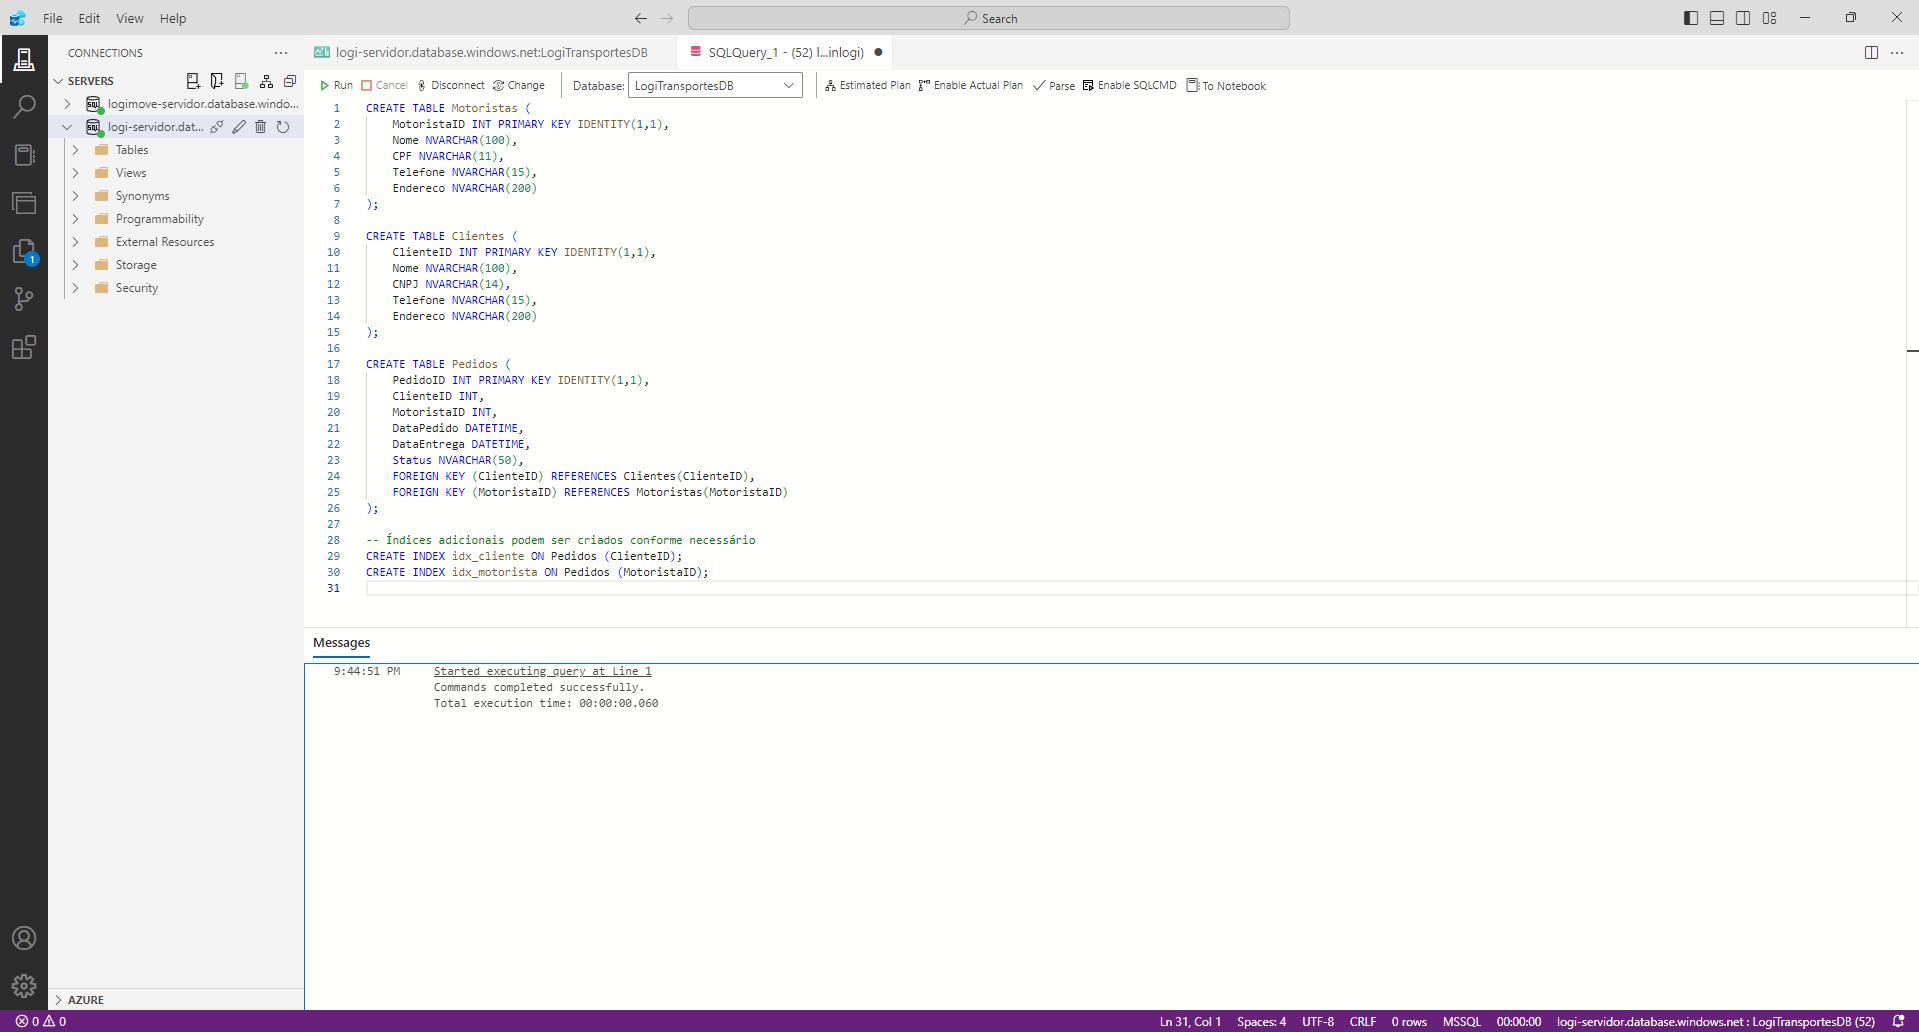 File Edit View Help
Search
CONNECTIONS
logi-servidor.database.windows.net:LogiTransportesDB
SQLQuery_1 - (52) l...inlogi)
SERVERS
Run Cancel Disconnect Change Database: LogiTransportesDB Estimated Plan Enable Actual Plan Parse Enable SQLCMD To Notebook
logimove-servidor.database.windo...
logi-servidor.dat...
Tables
Views
Synonyms
Programmability
External Resources
Storage
Security
1
AZURE
1 CREATE TABLE Motoristas (
2 MotoristaID INT PRIMARY KEY IDENTITY(1,1),
3 Nome NVARCHAR(100),
4 CPF NVARCHAR(11),
5 Telefone NVARCHAR(15),
6 Endereco NVARCHAR(200)
7 );
8
9 CREATE TABLE Clientes (
10 ClienteID INT PRIMARY KEY IDENTITY(1,1),
11 Nome NVARCHAR(100),
12 CNPJ NVARCHAR(14),
13 Telefone NVARCHAR(15),
14 Endereco NVARCHAR(200)
15 );
16
17 CREATE TABLE Pedidos (
18 PedidoID INT PRIMARY KEY IDENTITY(1,1),
19 ClienteID INT,
20 MotoristaID INT,
21 DataPedido DATETIME,
22 DataEntrega DATETIME,
23 Status NVARCHAR(50),
24 FOREIGN KEY (ClienteID) REFERENCES Clientes(ClienteID),
25 FOREIGN KEY (MotoristaID) REFERENCES Motoristas(MotoristaID)
26 );
27
28 -- Índices adicionais podem ser criados conforme necessário
29 CREATE INDEX idx_cliente ON Pedidos (ClienteID);
30 CREATE INDEX idx_motorista ON Pedidos (MotoristaID);
31
Messages
9:44:51 PM Started executing query at Line 1
Commands completed successfully.
Total execution time: 00:00:00.060
0 0 Ln 31, Col 1 Spaces: 4 UTF-8 CRLF 0 rows MSSQL 00:00:00 logi-servidor.database.windows.net : LogiTransportesDB (52)